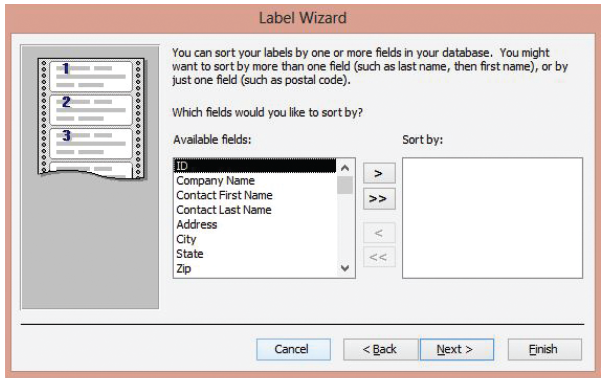 Label Wizard
You can sort your labels by one or more fields in your database. You might
want to sort by more than one field (such as last name, then first name), or by
just one field (such as postal code).
Which fields would you like to sort by?
Available fields:
Sort by:
1
2
3
ID
Company Name
Contact First Name
Contact Last Name
Address
City
State
Zip
>
>>
<
<<
Cancel
< Back
Next >
Finish